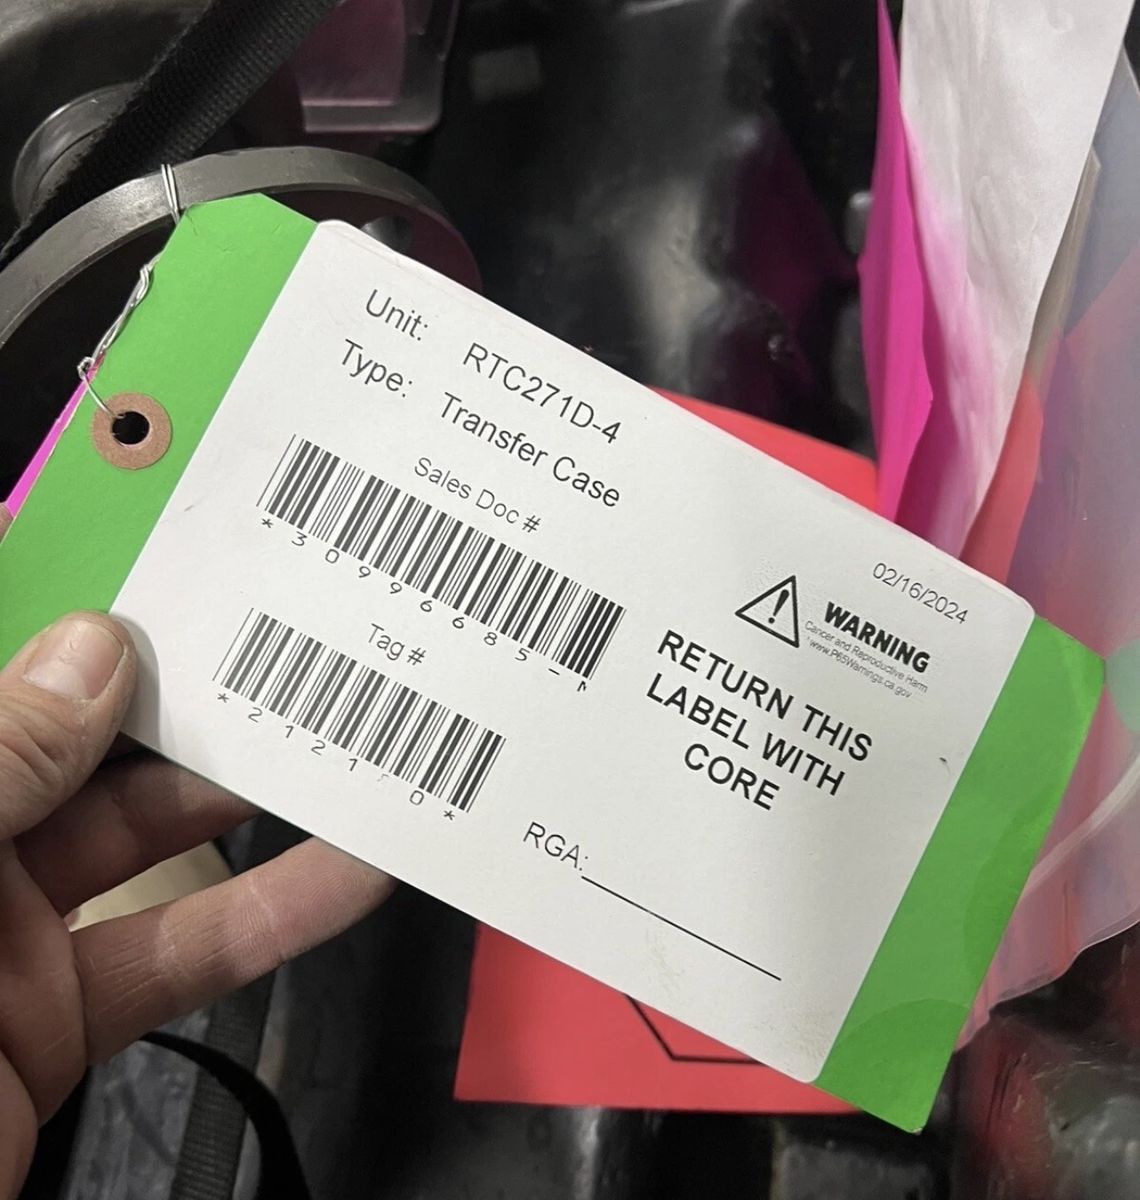 Unit: RTC271D-4
Type: Transfer Case
Sales Doc #
*30996685-
Tag #
02/16/2024
WARNING
Cancer and Reproductive Harm
www.P65Warnings.ca.gov
RETURN THIS
LABEL WITH
CORE
RGA: